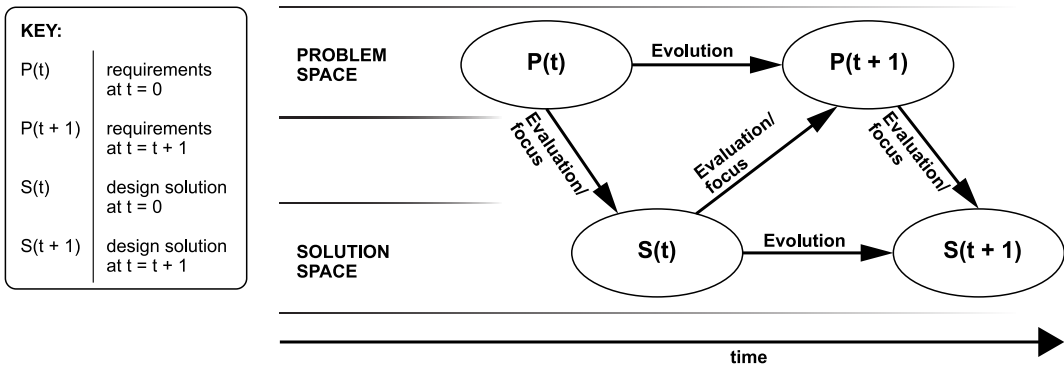 KEY:
P(t) requirements
at t = 0
P(t + 1) requirements
at t = t + 1
S(t) design solution
at t = 0
S(t + 1) design solution
at t = t + 1
PROBLEM
SPACE
P(t)
Evolution
P(t + 1)
Evaluation/
focus
Evaluation/
focus
Evaluation/
focus
SOLUTION
SPACE
S(t)
Evolution
S(t + 1)
time